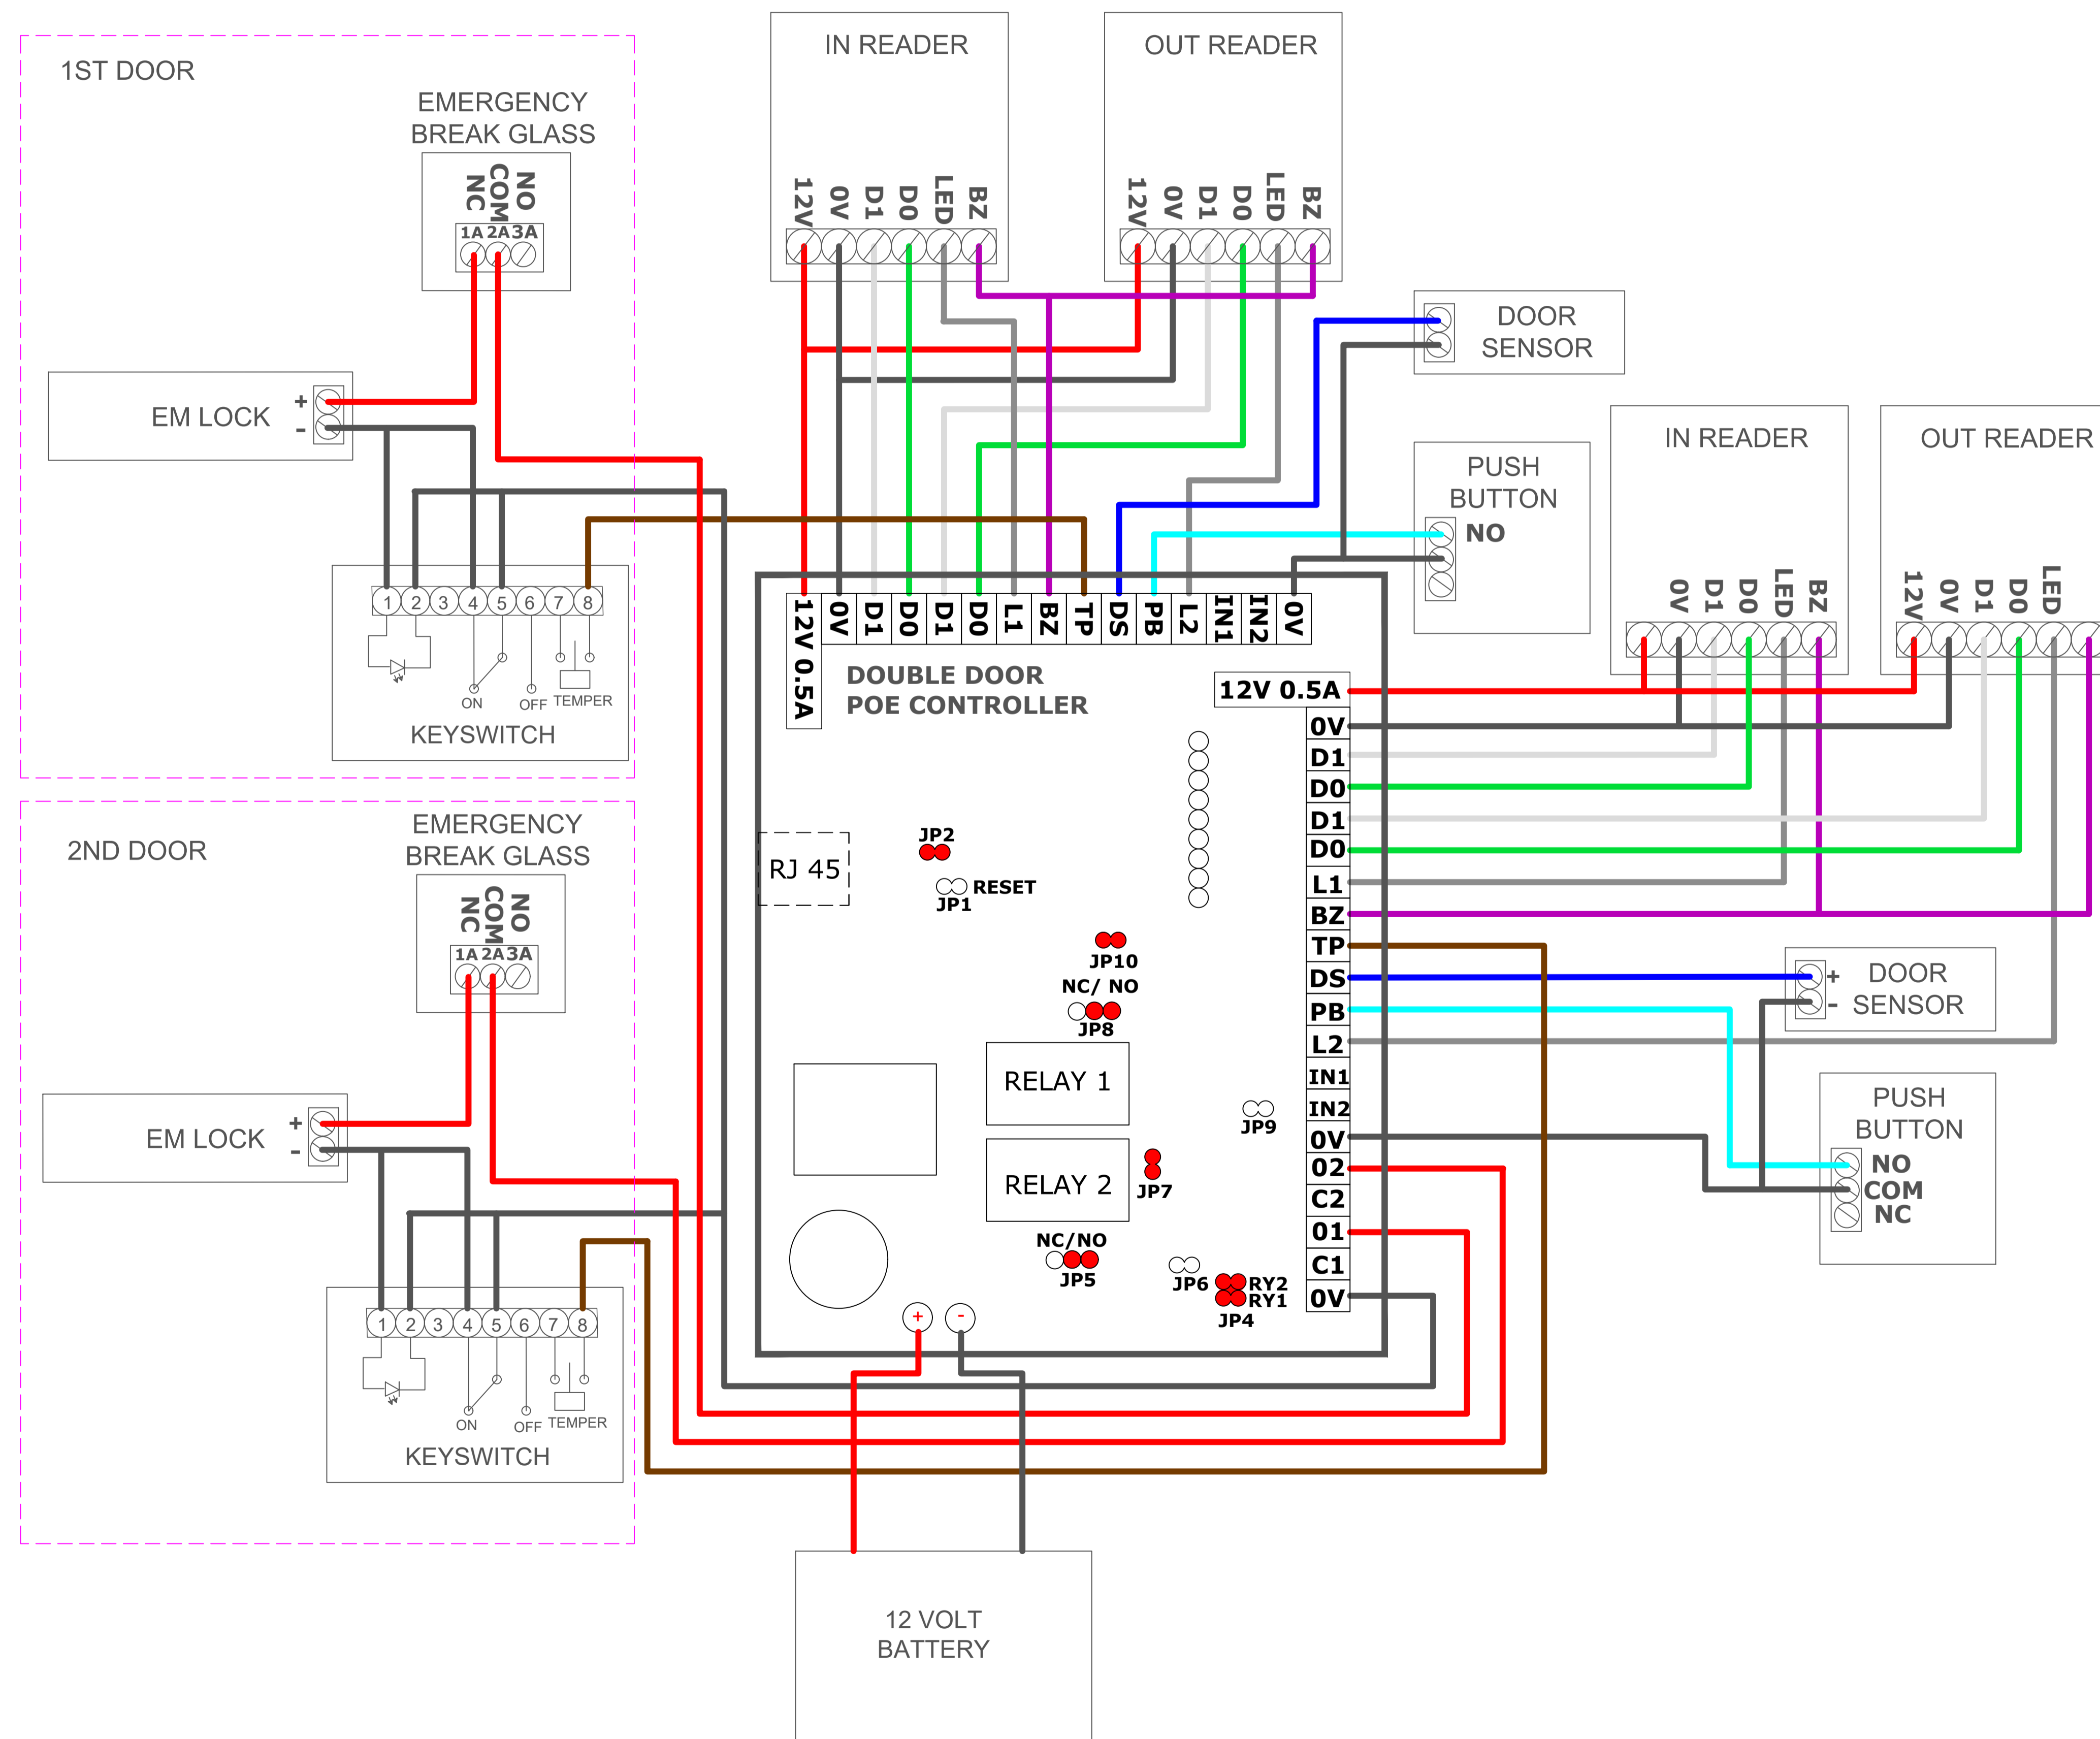 1ST DOOR
EMERGENCY
BREAK GLASS
NC COM NO
1A 2A 3A
EM LOCK
+
-
1 2 3 4 5 6 7 8
ON OFF TEMPER
KEYSWITCH
2ND DOOR
EMERGENCY
BREAK GLASS
NC COM NO
1A 2A 3A
EM LOCK
+
-
1 2 3 4 5 6 7 8
ON OFF TEMPER
KEYSWITCH
IN READER
12V 0V D1 D0 LED BZ
OUT READER
12V 0V D1 D0 LED BZ
DOOR
SENSOR
PUSH
BUTTON
NO
IN READER
0V D1 D0 LED BZ
OUT READER
12V 0V D1 D0 LED
12V 0.5A 0V D1 D0 D1 D0 L1 BZ TP DS PB L2 IN1 IN2 0V
DOUBLE DOOR
POE CONTROLLER
12V 0.5A
0V
D1
D0
D1
D0
L1
BZ
TP
DS
PB
L2
IN1
IN2
0V
02
C2
01
C1
0V
RJ 45
JP2
RESET
JP1
JP10
NC/ NO
JP8
RELAY 1
JP9
RELAY 2
JP7
NC/NO
JP5
JP6
RY2
RY1
JP4
+ -
DOOR
SENSOR
+
-
PUSH
BUTTON
NO
COM
NC
12 VOLT
BATTERY